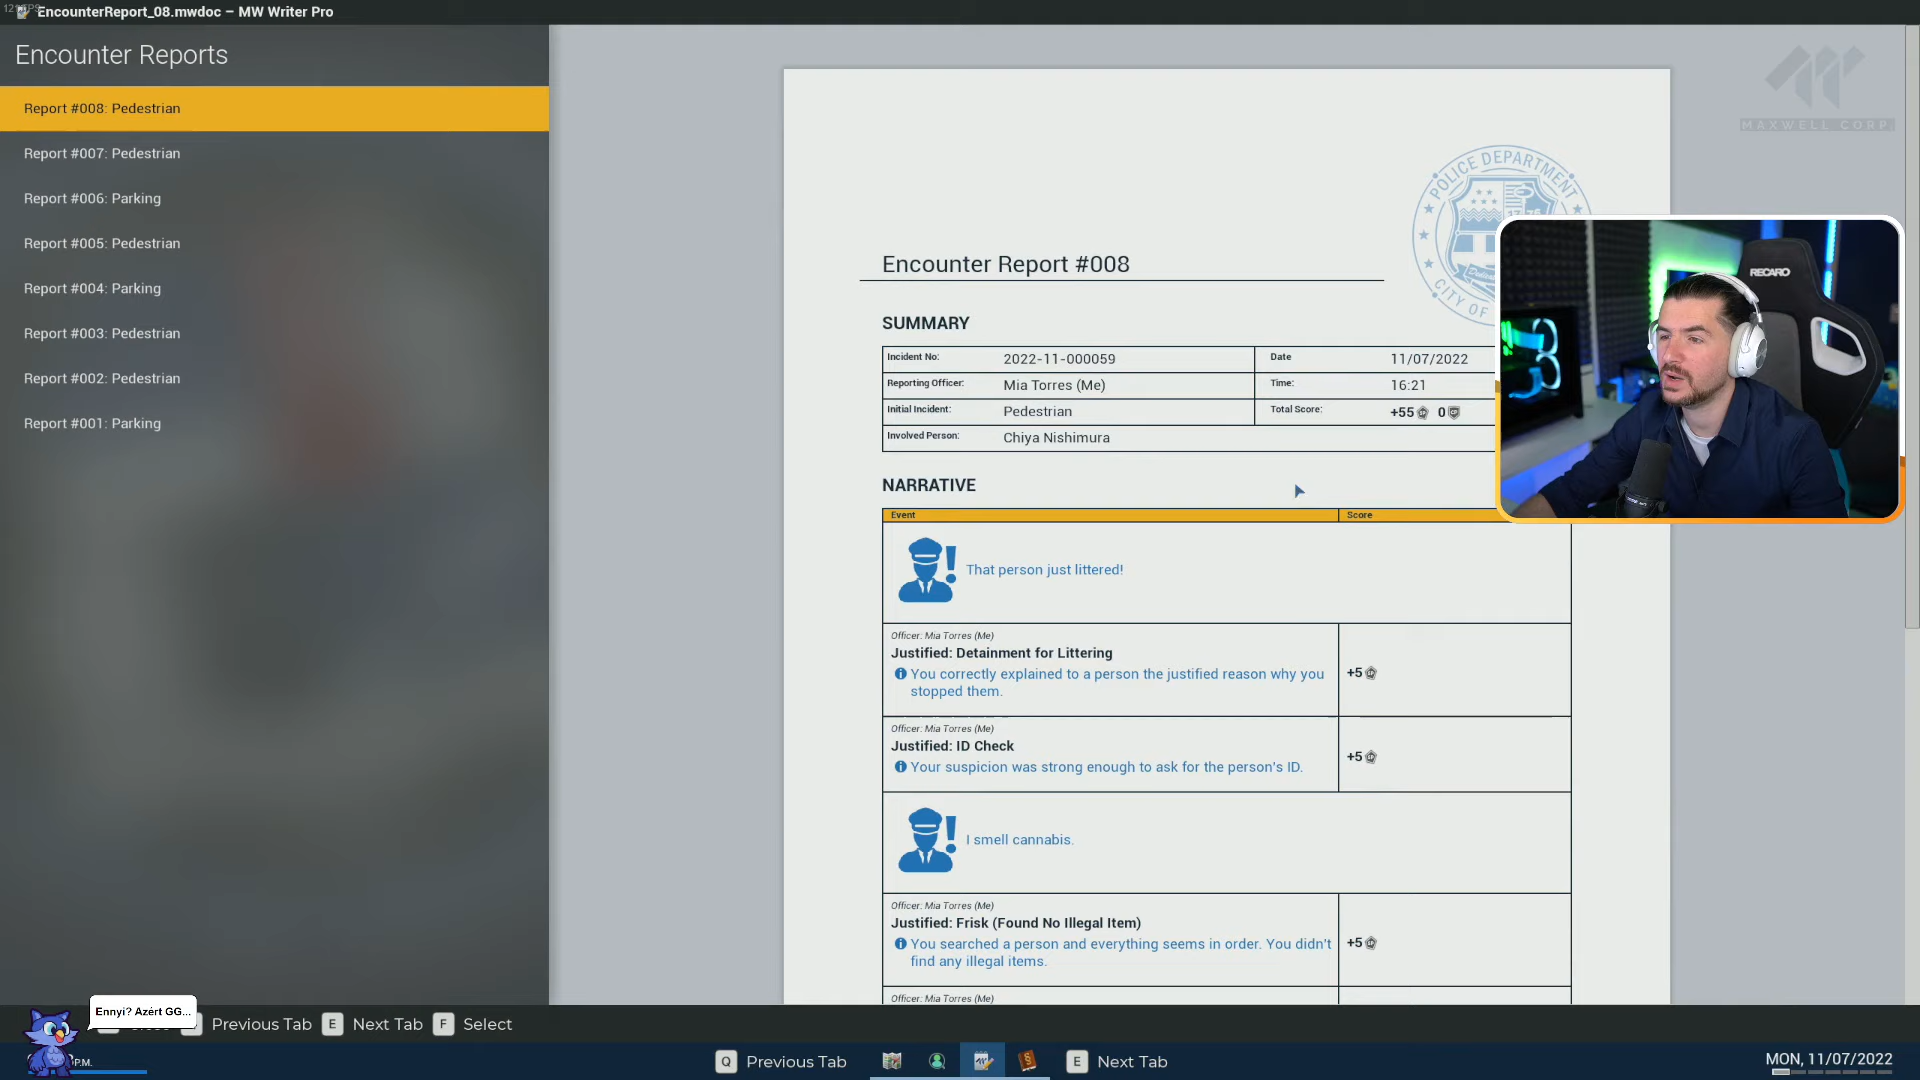 EncounterReport_08.mwdoc – MW Writer Pro
Encounter Reports
Report #008: Pedestrian
Report #007: Pedestrian
Report #006: Parking
Report #005: Pedestrian
Report #004: Parking
Report #003: Pedestrian
Report #002: Pedestrian
Report #001: Parking
MAXWELL CORP
POLICE DEPARTMENT
CITY OF
Encounter Report #008
SUMMARY
Incident No: 2022-11-000059 Date 11/07/2022
Reporting Officer: Mia Torres (Me) Time: 16:21
Initial Incident: Pedestrian Total Score: +55 0
Involved Person: Chiya Nishimura
NARRATIVE
Event Score
That person just littered!
Officer: Mia Torres (Me)
Justified: Detainment for Littering
You correctly explained to a person the justified reason why you
stopped them.
+5
Officer: Mia Torres (Me)
Justified: ID Check
Your suspicion was strong enough to ask for the person's ID.
+5
I smell cannabis.
Officer: Mia Torres (Me)
Justified: Frisk (Found No Illegal Item)
You searched a person and everything seems in order. You didn't
find any illegal items.
+5
Officer: Mia Torres (Me)
RECARO
Ennyi? Azért GG...
Previous Tab E Next Tab F Select
P.M.
Q Previous Tab E Next Tab
MON, 11/07/2022